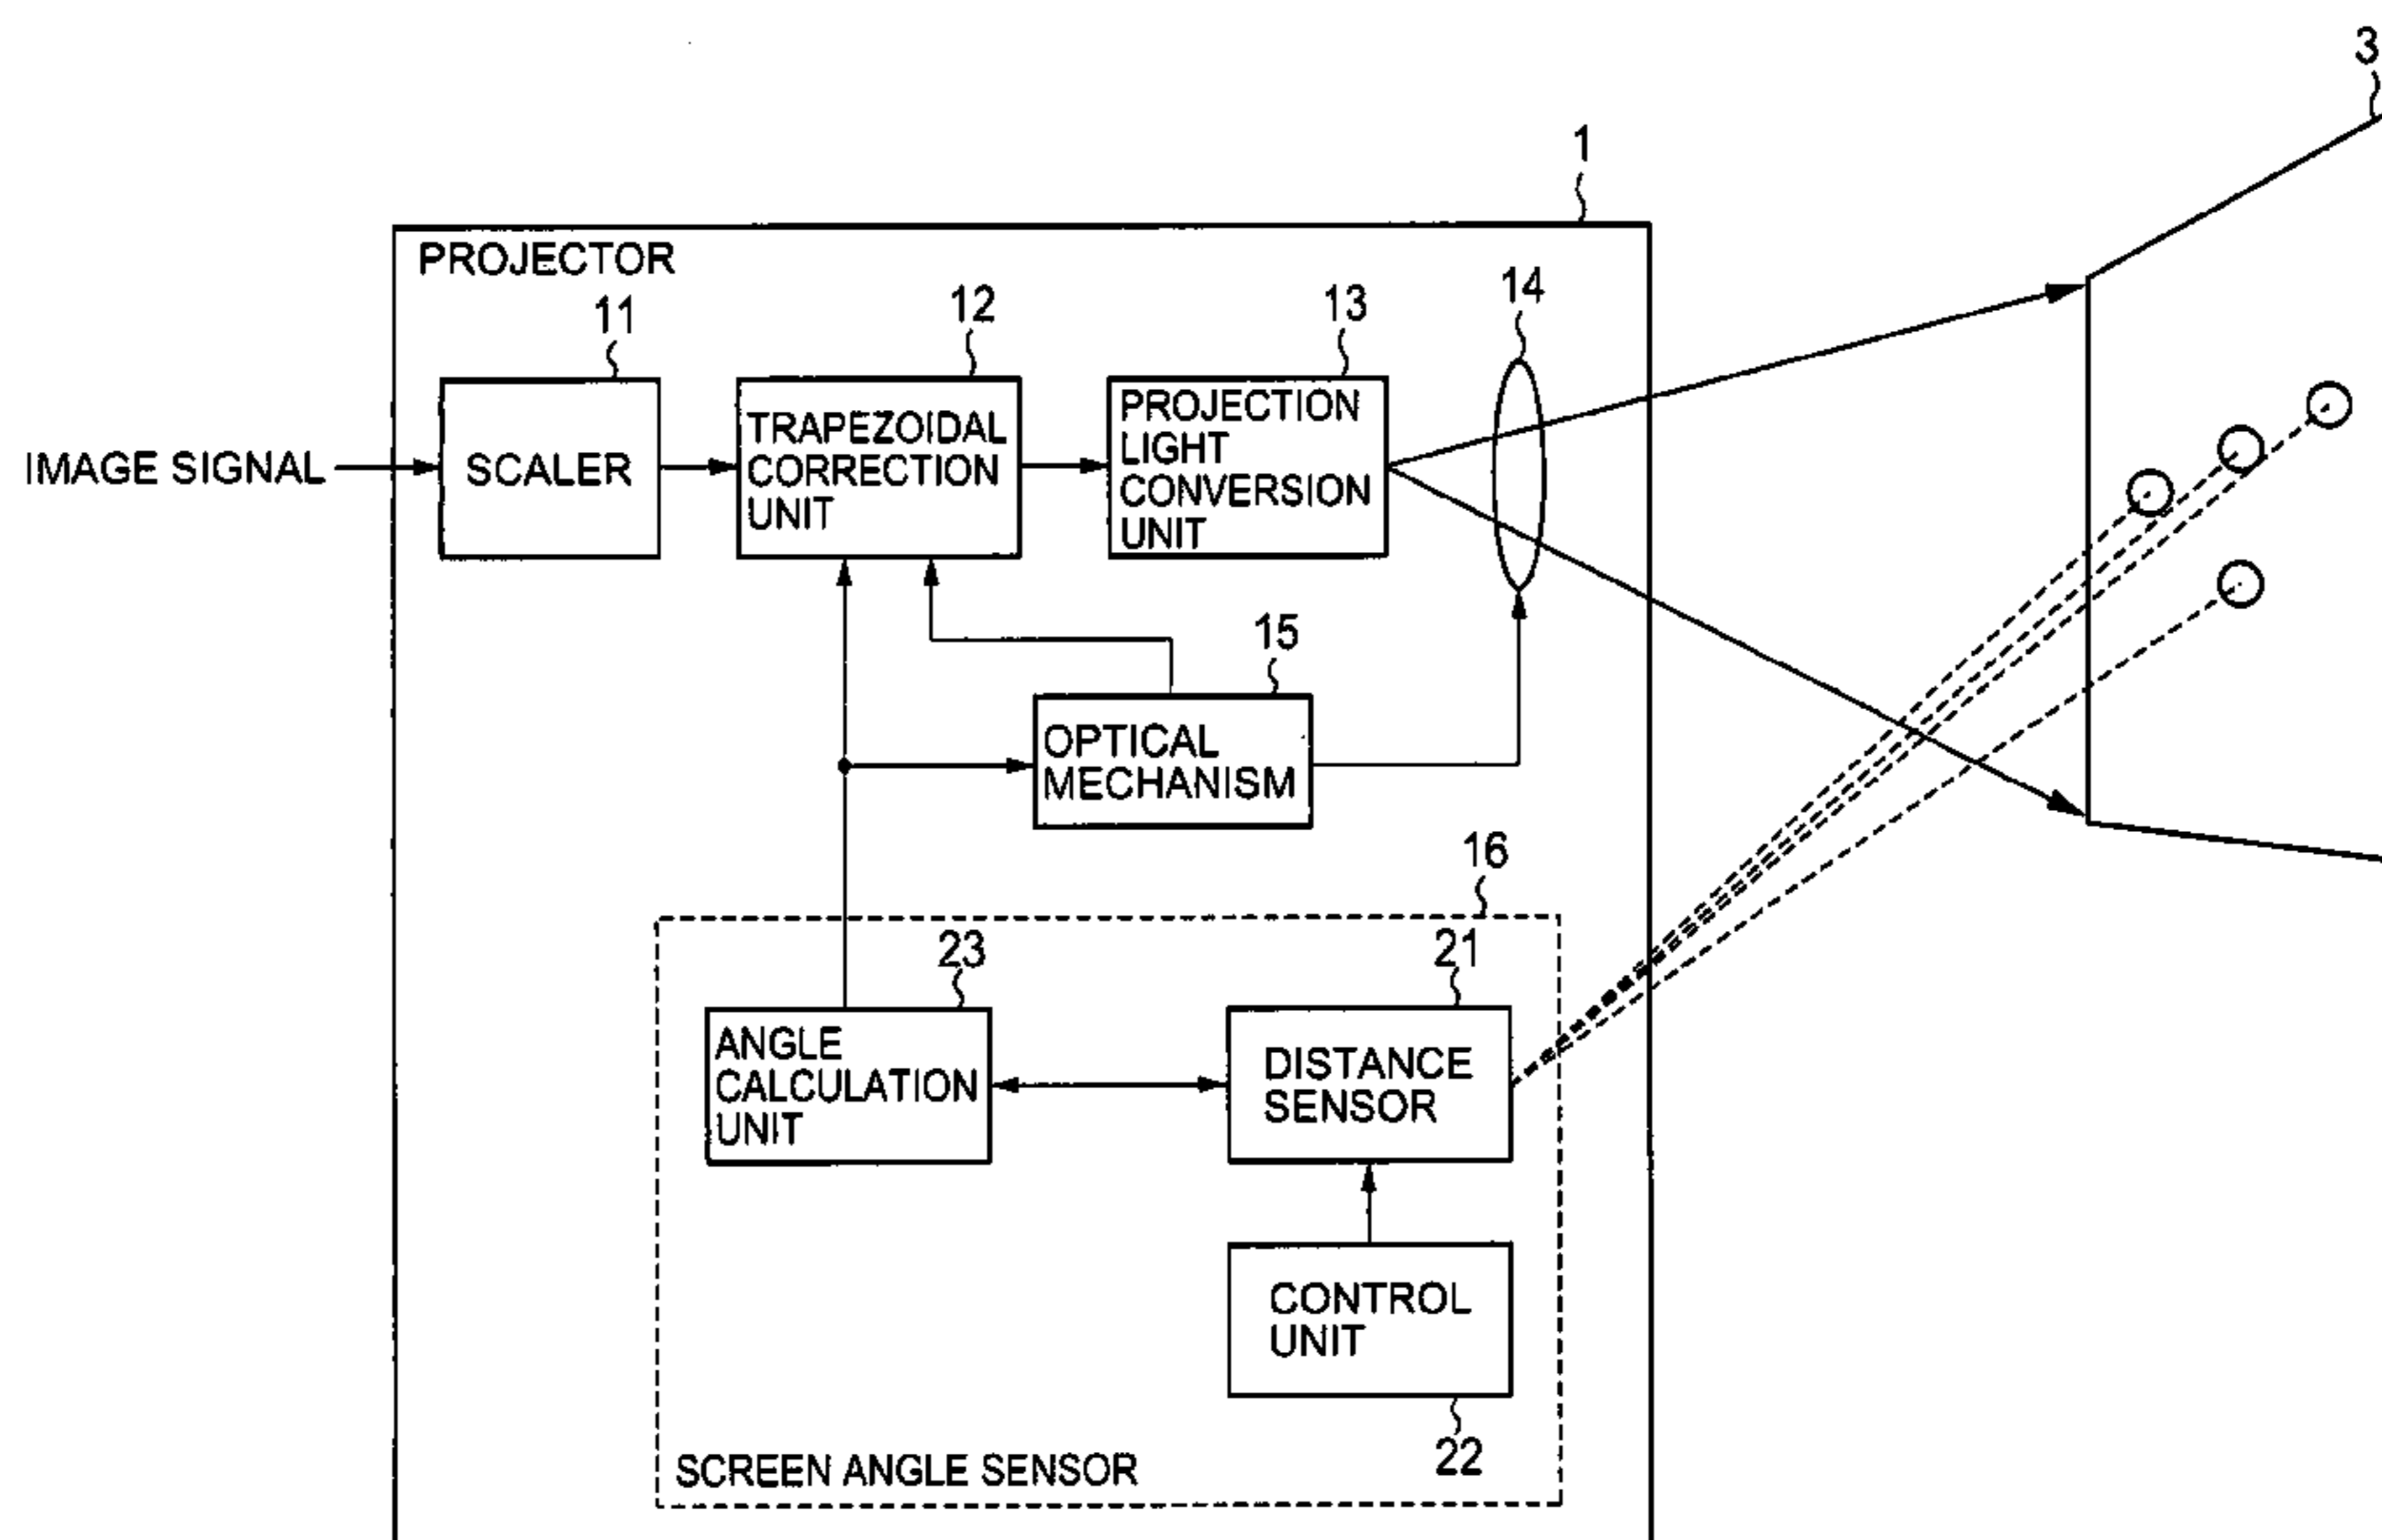 3
1
PROJECTOR
11
12
13
14
IMAGE SIGNAL
SCALER
TRAPEZOIDAL
CORRECTION
UNIT
PROJECTION
LIGHT
CONVERSION
UNIT
15
OPTICAL
MECHANISM
16
23
21
ANGLE
CALCULATION
UNIT
DISTANCE
SENSOR
CONTROL
UNIT
22
SCREEN ANGLE SENSOR